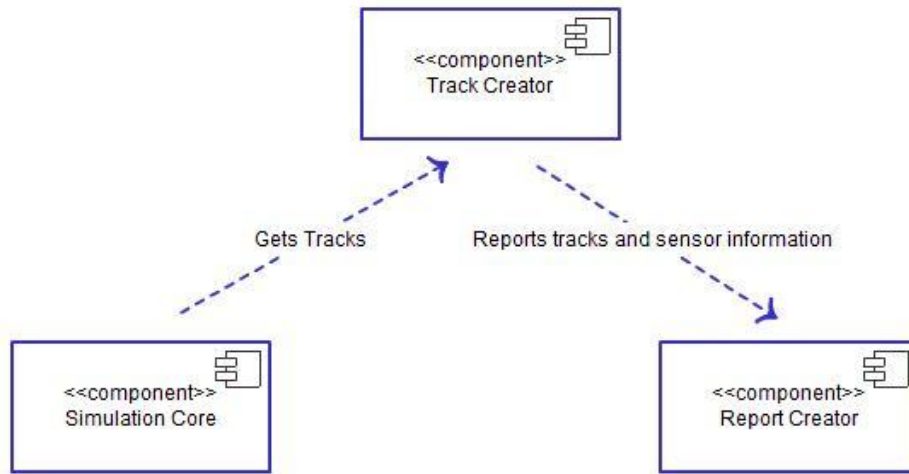 <<component>>
Track Creator
Gets Tracks
Reports tracks and sensor information
<<component>>
Simulation Core
<<component>>
Report Creator